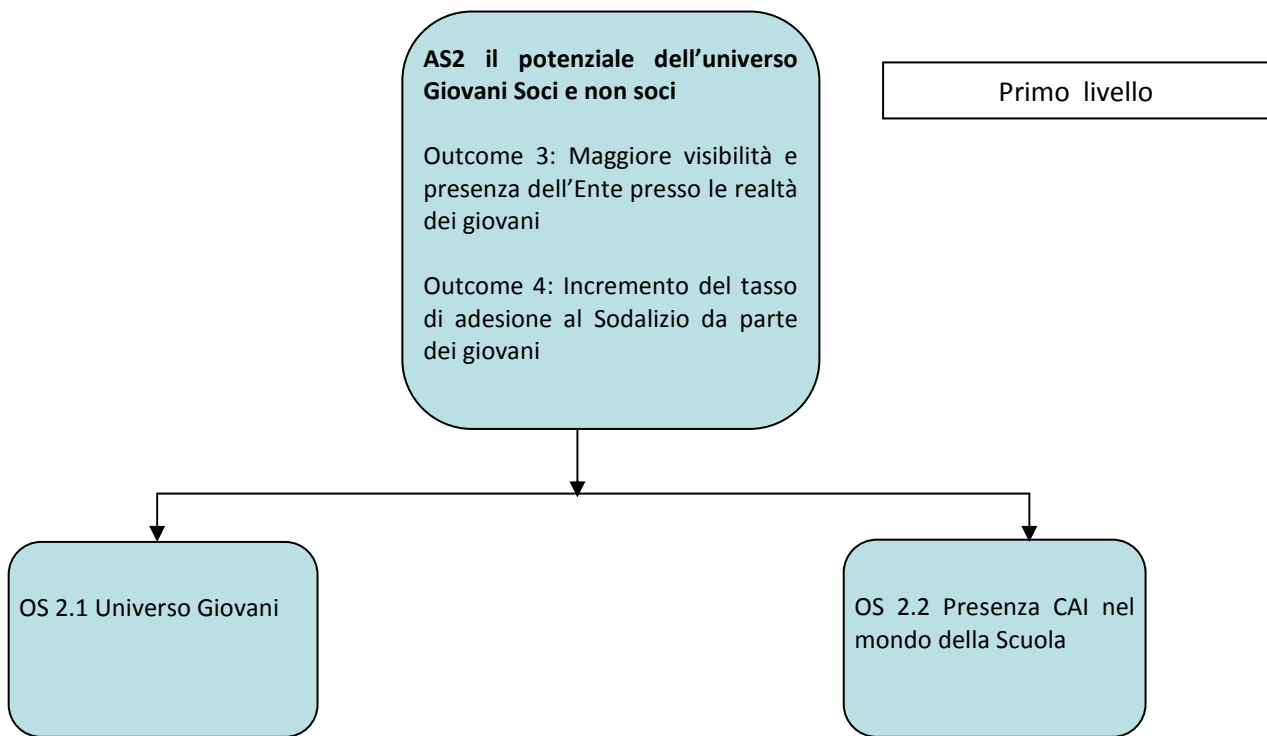 AS2 il potenziale dell’universo
Giovani Soci e non soci
Primo livello
Outcome 3: Maggiore visibilità e
presenza dell’Ente presso le realtà
dei giovani
Outcome 4: Incremento del tasso
di adesione al Sodalizio da parte
dei giovani
OS 2.1 Universo Giovani
OS 2.2 Presenza CAI nel
mondo della Scuola